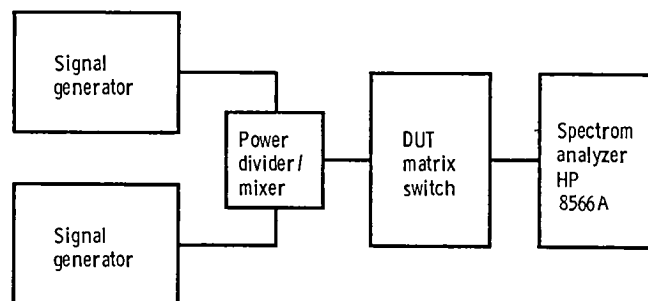 Signal
generator
Power
divider/
mixer
DUT
matrix
switch
Spectrom
analyzer
HP
8566A
Signal
generator